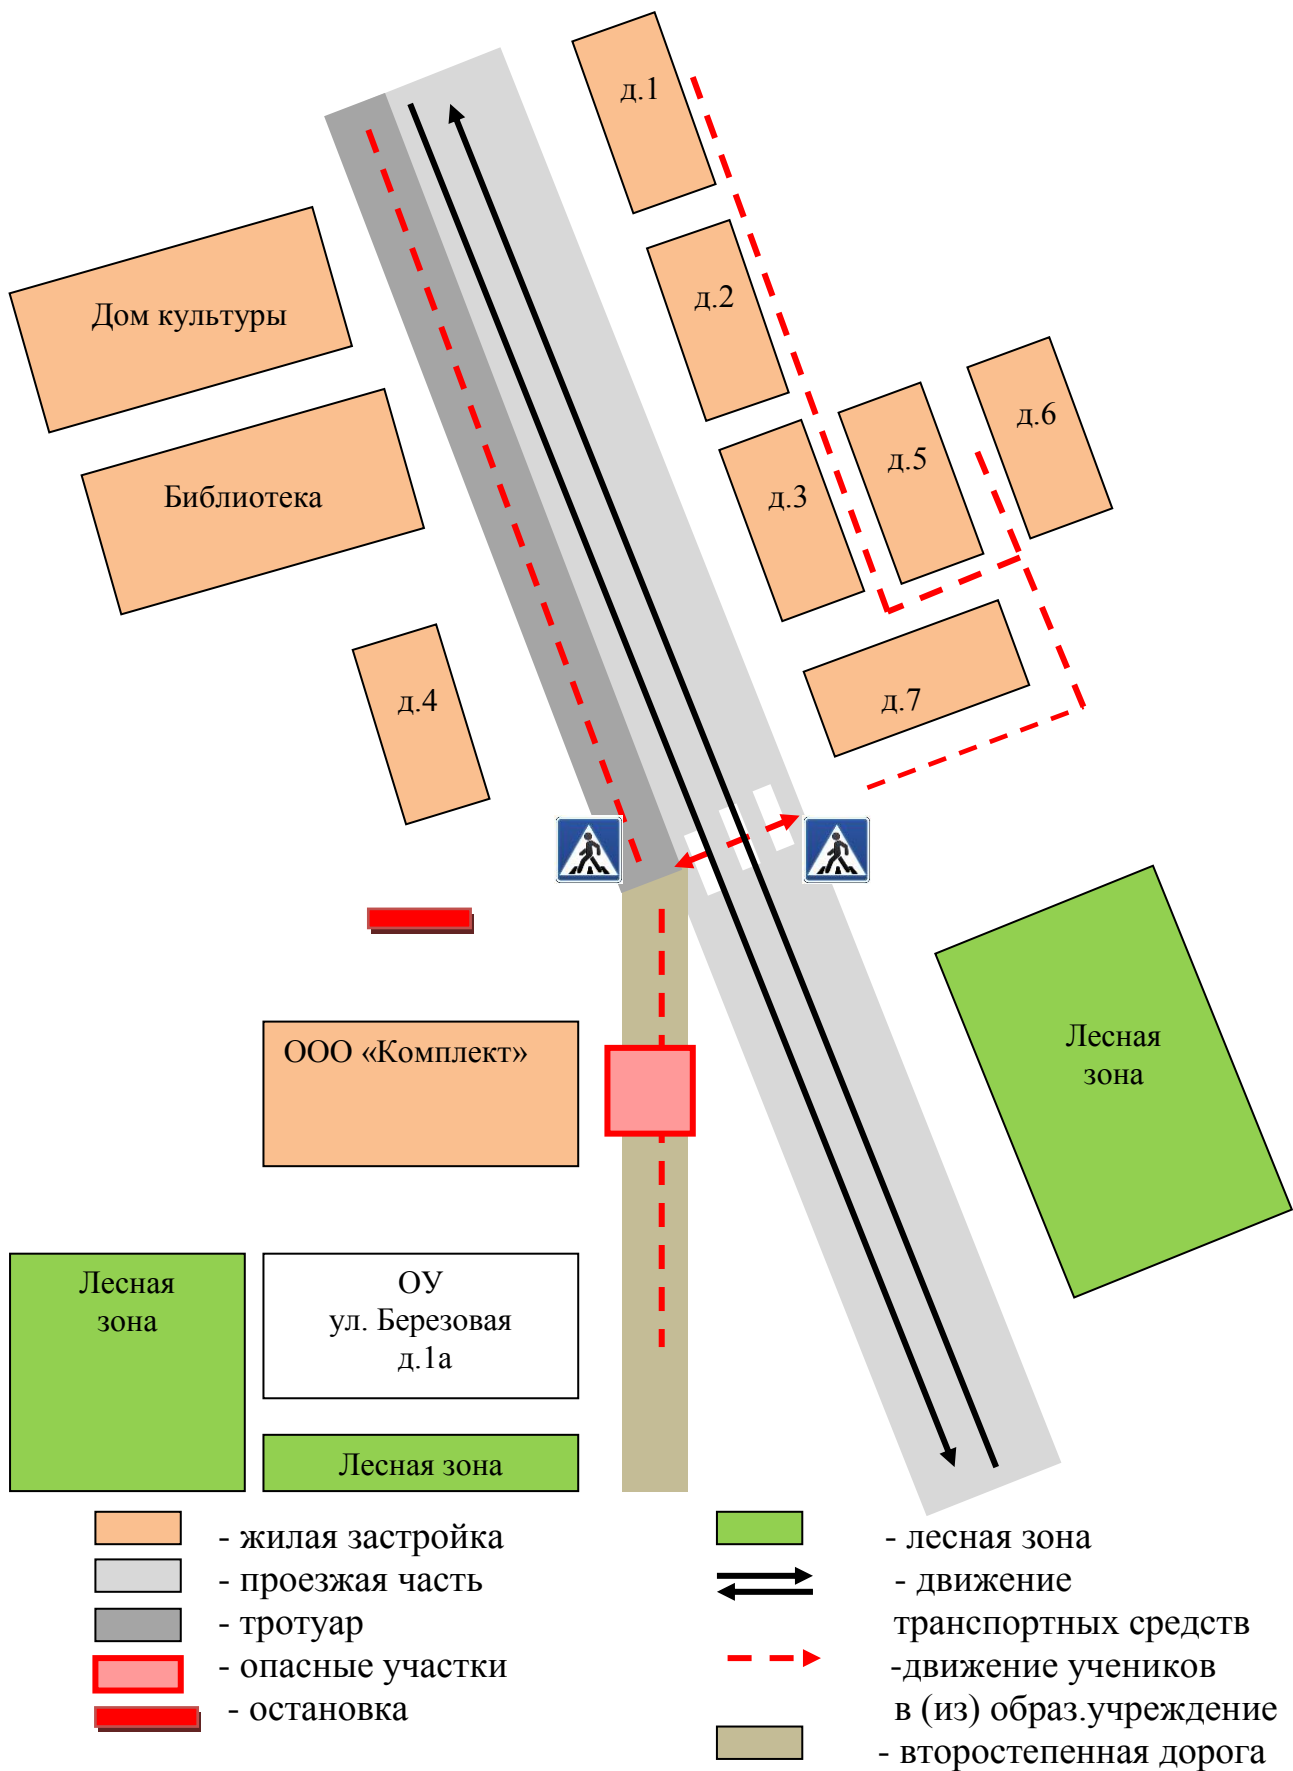 д.1
д.2
Дом культуры
д.6
д.5
Библиотека
д.3
д.4
д.7
ООО «Комплект»
Лесная
зона
Лесная
зона
ОУ
ул. Березовая
д.1а
Лесная зона
- жилая застройка
- проезжая часть
- тротуар
- опасные участки
- остановка
- лесная зона
- движение
транспортных средств
-движение учеников
в (из) образ.учреждение
- второстепенная дорога